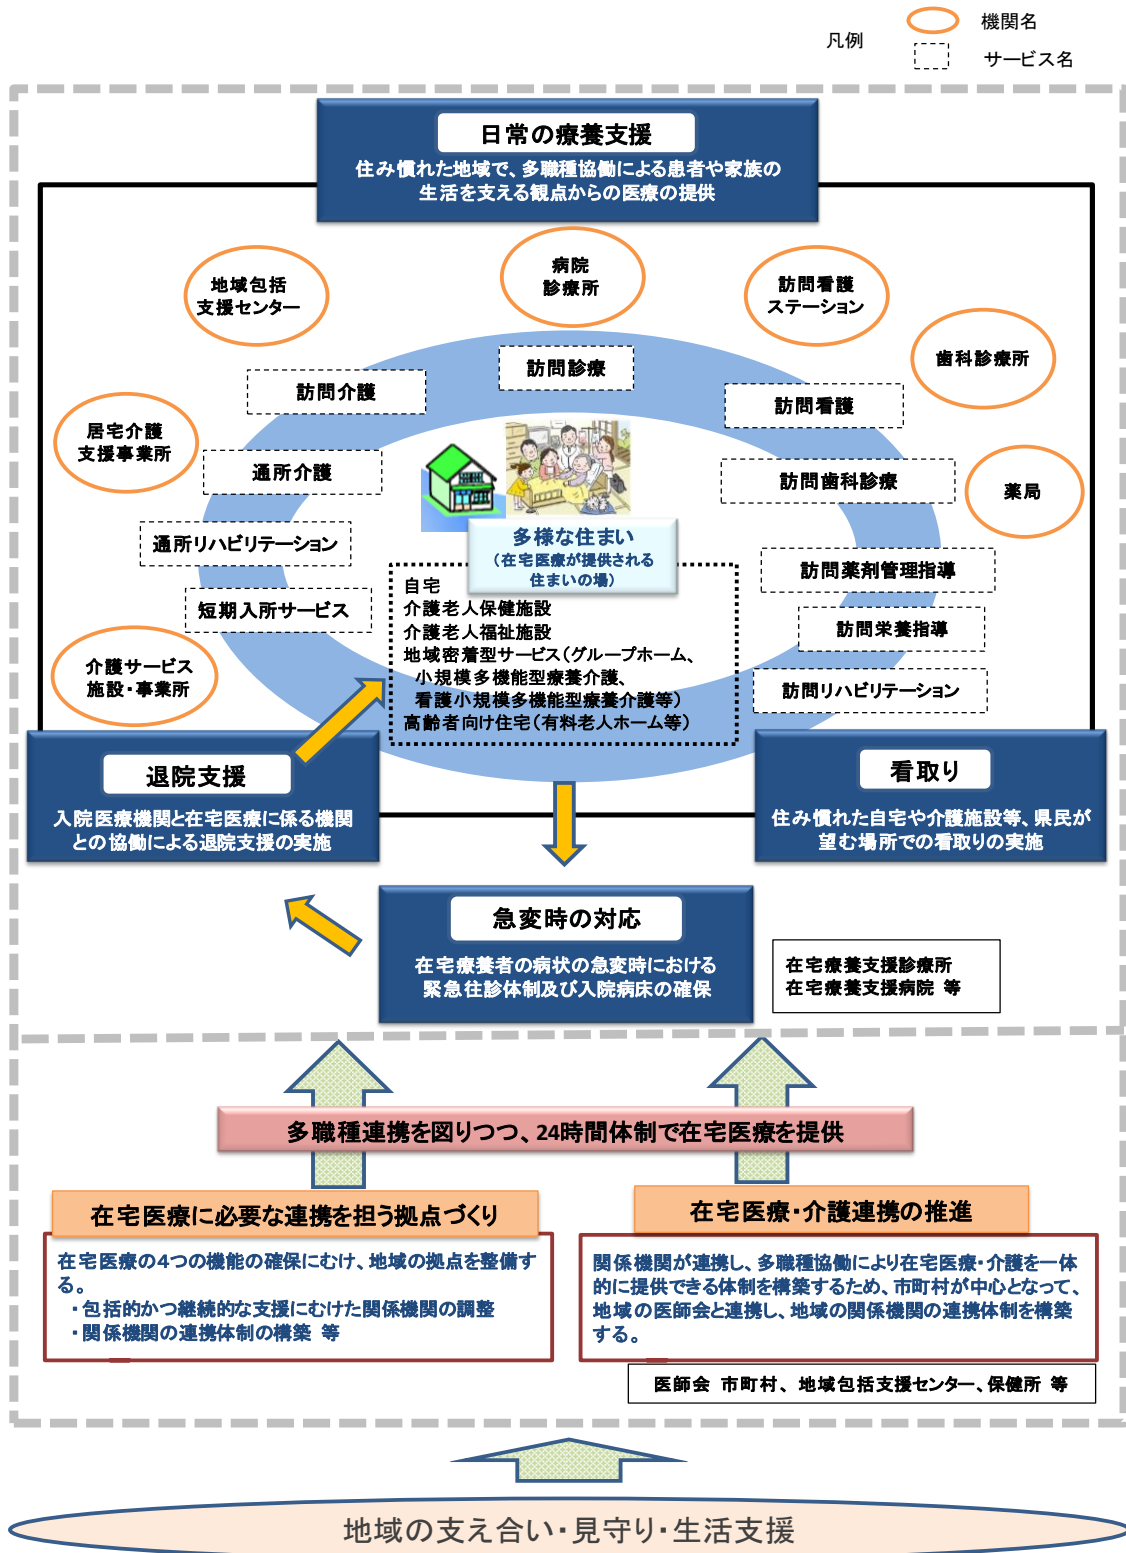 凡例
機関名
サービス名
日常の療養支援
住み慣れた地域で、多職種協働による患者や家族の
生活を支える観点からの医療の提供
地域包括
支援センター
病院
診療所
訪問看護
ステーション
歯科診療所
居宅介護
支援事業所
薬局
介護サービス
施設・事業所
訪問診療
訪問介護
訪問看護
通所介護
訪問歯科診療
通所リハビリテーション
訪問薬剤管理指導
短期入所サービス
訪問栄養指導
訪問リハビリテーション
多様な住まい
（在宅医療が提供される
住まいの場）
自宅
介護老人保健施設
介護老人福祉施設
地域密着型サービス（グループホーム、
小規模多機能型療養介護、
看護小規模多機能型療養介護等）
高齢者向け住宅（有料老人ホーム等）
退院支援
入院医療機関と在宅医療に係る機関
との協働による退院支援の実施
看取り
住み慣れた自宅や介護施設等、県民が
望む場所での看取りの実施
急変時の対応
在宅療養者の病状の急変時における
緊急往診体制及び入院病床の確保
在宅療養支援診療所
在宅療養支援病院 等
多職種連携を図りつつ、24時間体制で在宅医療を提供
在宅医療に必要な連携を担う拠点づくり
在宅医療の4つの機能の確保にむけ、地域の拠点を整備す
る。
・包括的かつ継続的な支援にむけた関係機関の調整
・関係機関の連携体制の構築 等
在宅医療・介護連携の推進
関係機関が連携し、多職種協働により在宅医療・介護を一体
的に提供できる体制を構築するため、市町村が中心となって、
地域の医師会と連携し、地域の関係機関の連携体制を構築
する。
医師会 市町村、 地域包括支援センター、保健所 等
地域の支え合い・見守り・生活支援